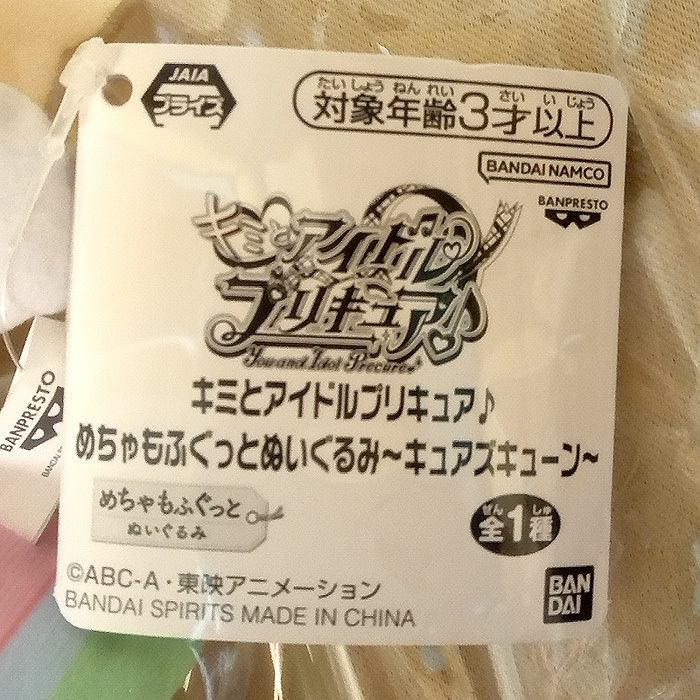 JAIA
プライズ
たいしょうねんれい さい いじょう
対象年齢3才以上
BANDAI NAMCO
BANPRESTO
キミとアイドル
プリキュア♪
You and Idol Precure♪
キミとアイドルプリキュア♪
めちゃもふぐっとぬいぐるみ~キュアズキューン~
めちゃもふぐっと
ぬいぐるみ
ぜん しゅ
全1種
©ABC-A・東映アニメーション
BANDAI SPIRITS MADE IN CHINA
BAN
DAI
BANPRESTO